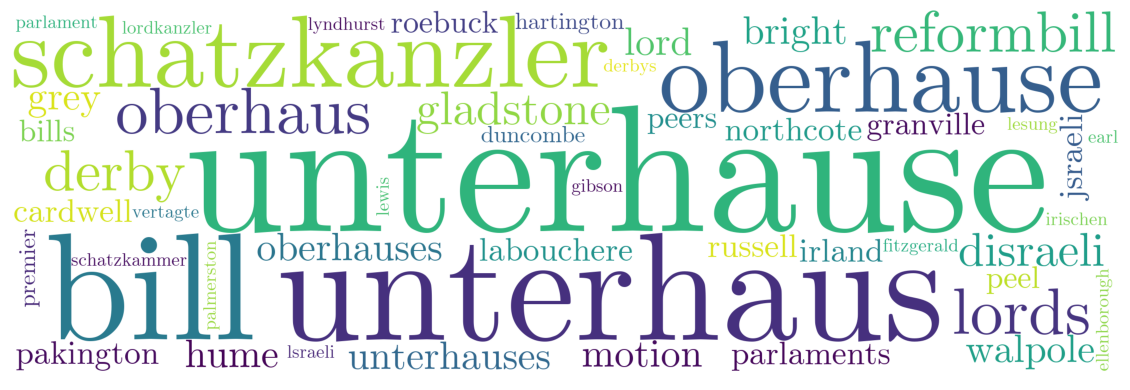 parlament
lordkanzler
lyndhurst
roebuck
hartington
schatzkanzler
lord
bright
reformbill
derbys
oberhause
grey
oberhaus
gladstone
bills
duncombe
peers
northcote
granville
lesung
earl
jsraeli
unterhause
derby
gibson
lewis
cardwell
vertagte
irischen
premier
bill
schatzkammer
palmerston
oberhauses
unterhaus
labouchere
russell
irland
fitzgerald
disraeli
peel
lords
ellenborough
pakington
hume
lsraeli
unterhauses
motion
parlaments
walpole